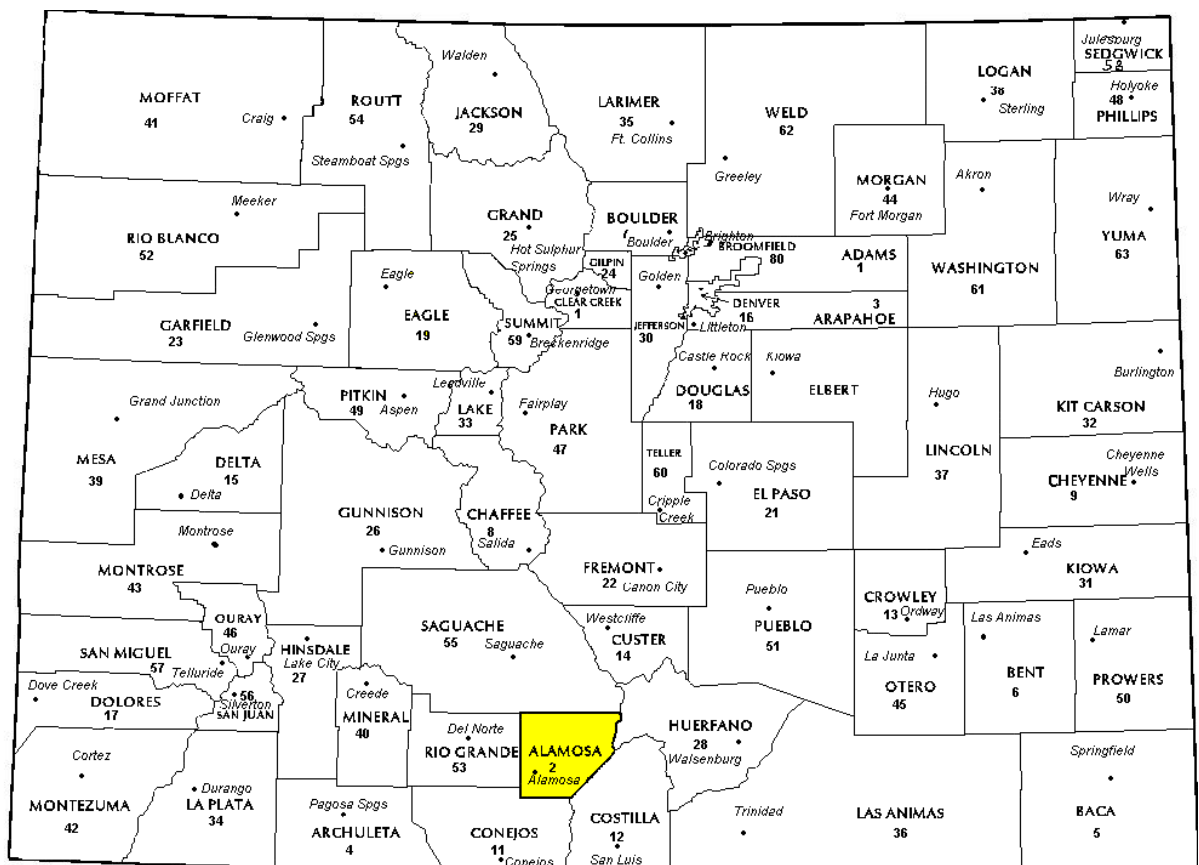 Julesburg
SEDGWICK
58
Walden
LOGAN
38
Sterling
Holyoke
48
PHILLIPS
MOFFAT
41
Craig
ROUTT
54
JACKSON
29
LARIMER
35
Ft. Collins
WELD
62
Steamboat Spgs
Greeley
MORGAN
44
Fort Morgan
Akron
Wray
YUMA
63
Meeker
RIO BLANCO
52
GRAND
25
Hot Sulphur
Springs
BOULDER
Boulder
Brighton
BROOMFIELD
80
ADAMS
1
WASHINGTON
61
GILPIN
24
Golden
Eagle
EAGLE
19
Georgetown
CLEAR CREEK
1
DENVER
16
3
ARAPAHOE
GARFIELD
23
Glenwood Spgs
SUMMIT
59
Breckenridge
JEFFERSON
30
Littleton
Castle Rock
DOUGLAS
18
Kiowa
ELBERT
Burlington
KIT CARSON
32
Grand Junction
PITKIN
49
Aspen
Leadville
LAKE
33
Fairplay
PARK
47
Hugo
LINCOLN
37
MESA
39
DELTA
15
Delta
TELLER
60
Cripple
Creek
Colorado Spgs
EL PASO
21
Cheyenne
Wells
CHEYENNE
9
GUNNISON
26
Gunnison
CHAFFEE
8
Salida
Montrose
MONTROSE
43
FREMONT
22
Canon City
Pueblo
PUEBLO
51
Eads
KIOWA
31
CROWLEY
13
Ordway
OURAY
46
Ouray
HINSDALE
Lake City
27
SAGUACHE
55
Saguache
Westcliffe
CUSTER
14
Las Animas
BENT
6
Lamar
PROWERS
50
SAN MIGUEL
57
Telluride
La Junta
OTERO
45
Dove Creek
DOLORES
17
56
Silverton
SAN JUAN
Creede
MINERAL
40
Del Norte
RIO GRANDE
53
ALAMOSA
2
Alamosa
HUERFANO
28
Walsenburg
Cortez
MONTEZUMA
42
Durango
LA PLATA
34
Pagosa Spgs
ARCHULETA
4
CONEJOS
11
Conejos
COSTILLA
12
San Luis
Trinidad
LAS ANIMAS
36
Springfield
BACA
5